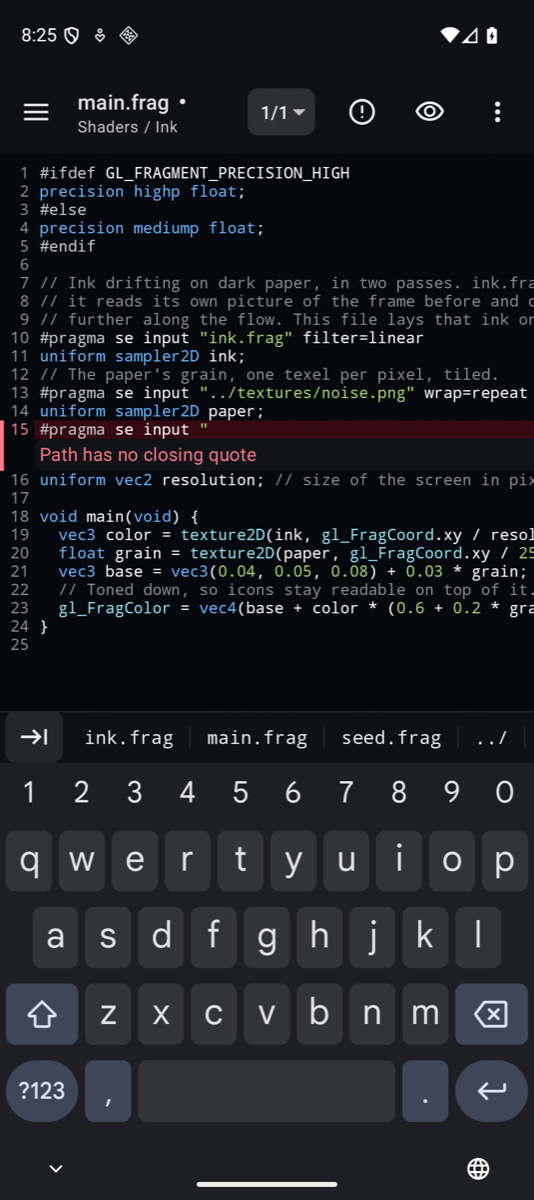 8:25
main.frag •
Shaders / Ink
1/1
1 #ifdef GL_FRAGMENT_PRECISION_HIGH
2 precision highp float;
3 #else
4 precision mediump float;
5 #endif
6
7 // Ink drifting on dark paper, in two passes. ink.fra
8 // it reads its own picture of the frame before and
9 // further along the flow. This file lays that ink on
10 #pragma se input "ink.frag" filter=linear
11 uniform sampler2D ink;
12 // The paper's grain, one texel per pixel, tiled.
13 #pragma se input "../textures/noise.png" wrap=repeat
14 uniform sampler2D paper;
15 #pragma se input "
Path has no closing quote
16 uniform vec2 resolution; // size of the screen in pix
17
18 void main(void) {
19 vec3 color = texture2D(ink, gl_FragCoord.xy / resol
20 float grain = texture2D(paper, gl_FragCoord.xy / 25
21 vec3 base = vec3(0.04, 0.05, 0.08) + 0.03 * grain;
22 // Toned down, so icons stay readable on top of it.
23 gl_FragColor = vec4(base + color * (0.6 + 0.2 * gra
24 }
25
ink.frag main.frag seed.frag ../
1 2 3 4 5 6 7 8 9 0
q w e r t y u i o p
a s d f g h j k l
z x c v b n m
?123 , .